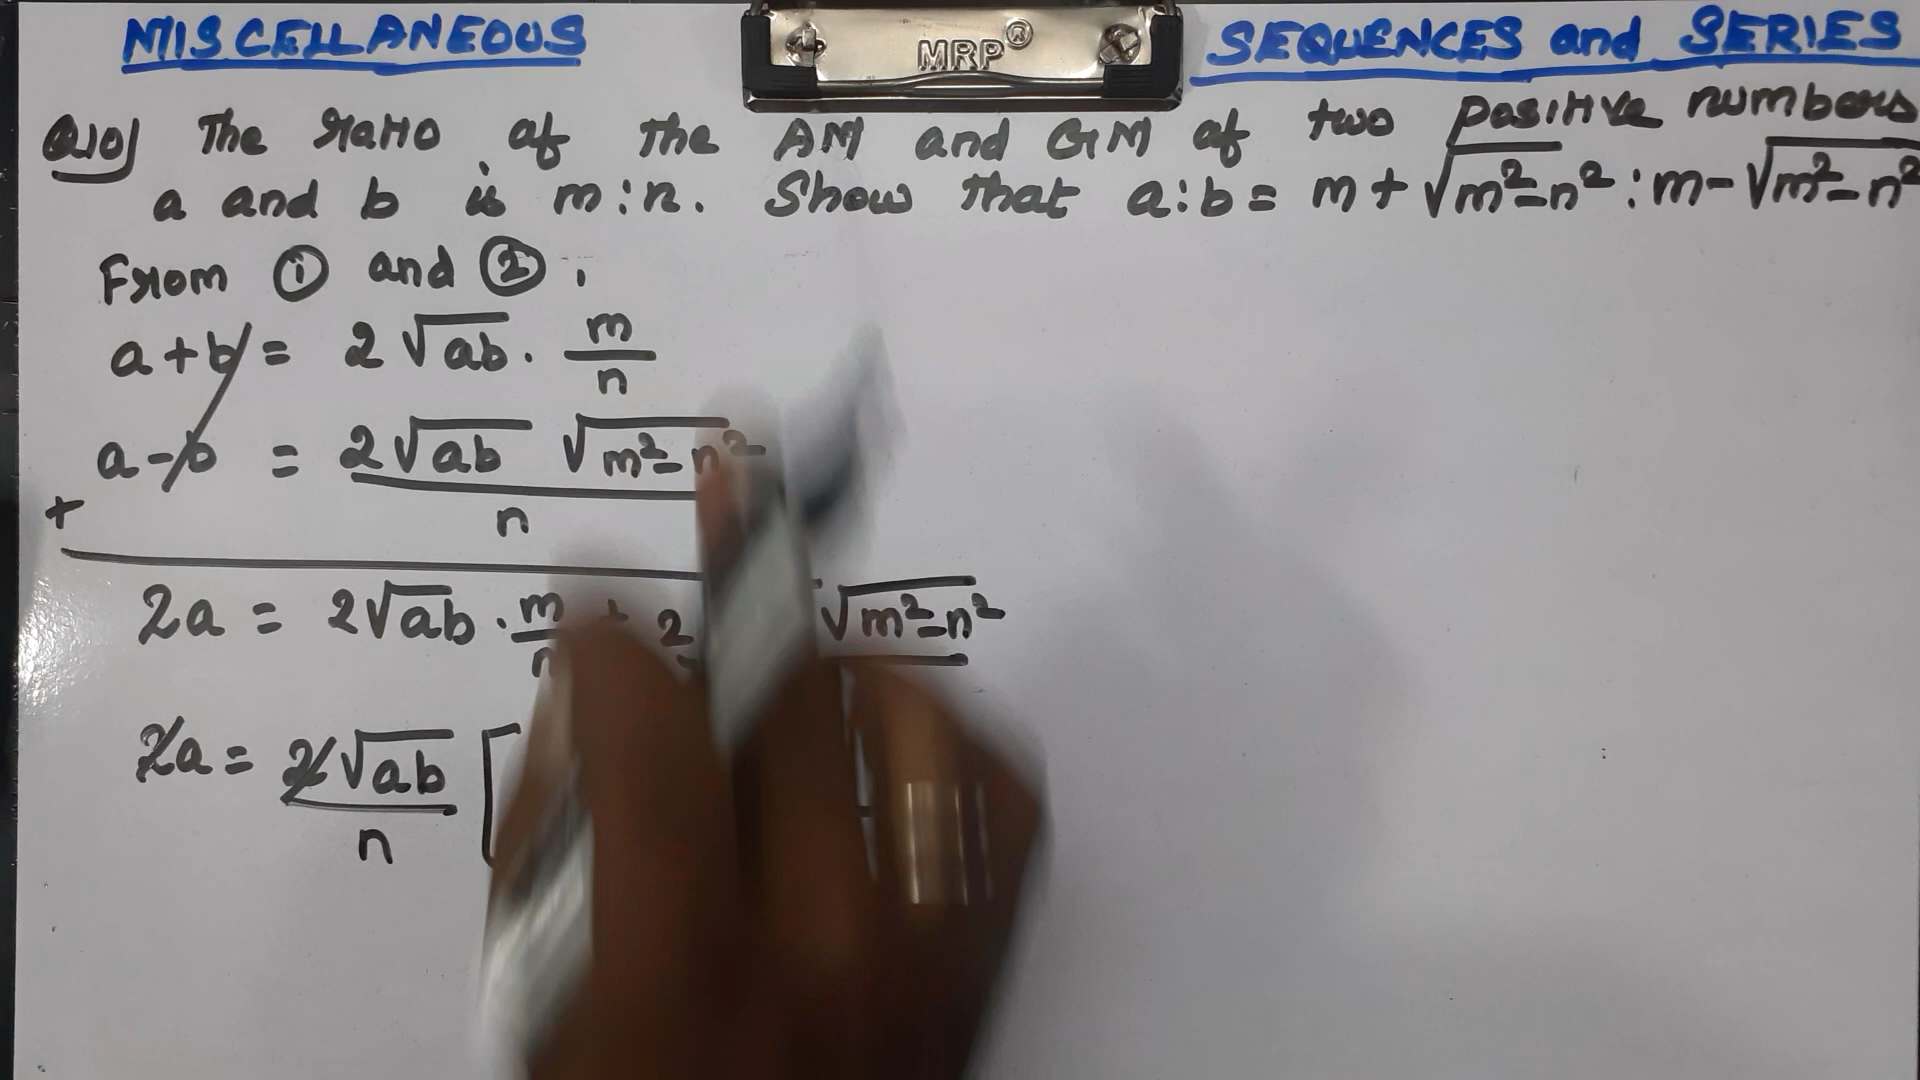 MISCELLANEOUS
MRP®
SEQUENCES and SERIES
Q10) The ratio of the AM and GM of two positive numbers
a and b is m:n. Show that a:b = m+√m²-n² : m-√m²-n²
From ① and ②,
a+b = 2√ab . m/n
a-b = 2√ab √m²-n² / n
+
2a = 2√ab . m/n + 2 √m²-n²
2a = 2√ab / n [